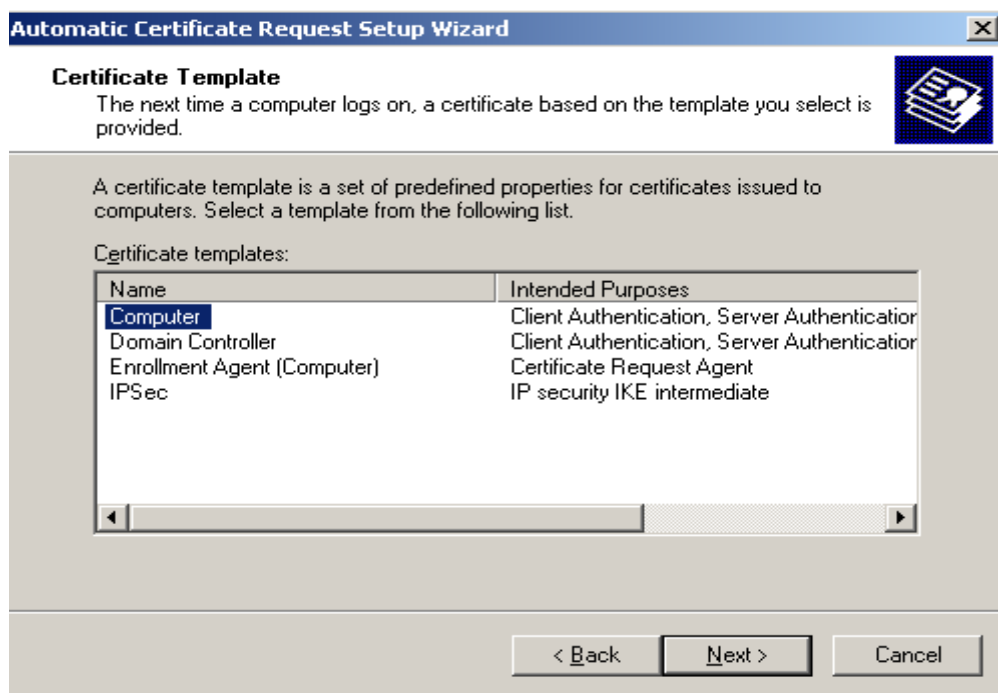 Automatic Certificate Request Setup Wizard
Certificate Template
The next time a computer logs on, a certificate based on the template you select is
provided.
A certificate template is a set of predefined properties for certificates issued to
computers. Select a template from the following list.
Certificate templates:
Name Intended Purposes
Computer Client Authentication, Server Authentication
Domain Controller Client Authentication, Server Authentication
Enrollment Agent (Computer) Certificate Request Agent
IPSec IP security IKE intermediate
< Back Next > Cancel